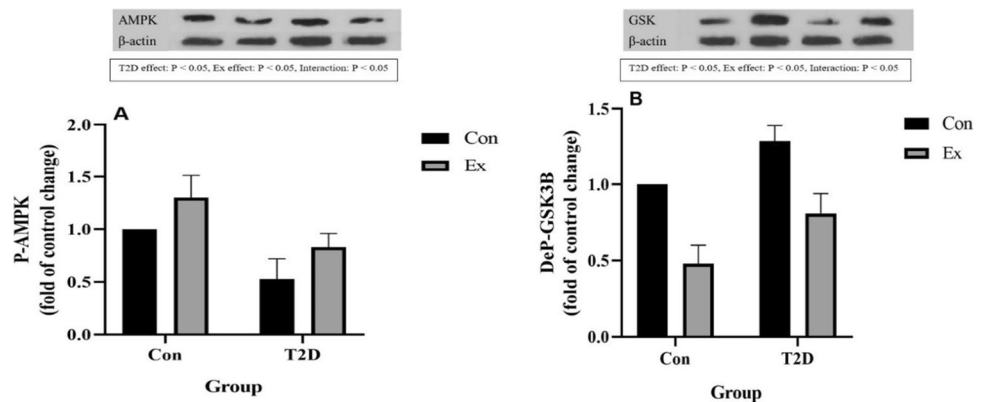 AMPK
β-actin
T2D effect: P < 0.05, Ex effect: P < 0.05, Interaction: P < 0.05
A
2.0
1.5
1.0
0.5
0.0
P-AMPK
(fold of control change)
Con
Ex
Con
T2D
Group
GSK
β-actin
T2D effect: P < 0.05, Ex effect: P < 0.05, Interaction: P < 0.05
B
1.5
1.0
0.5
0.0
DeP-GSK3B
(fold of control change)
Con
Ex
Con
T2D
Group